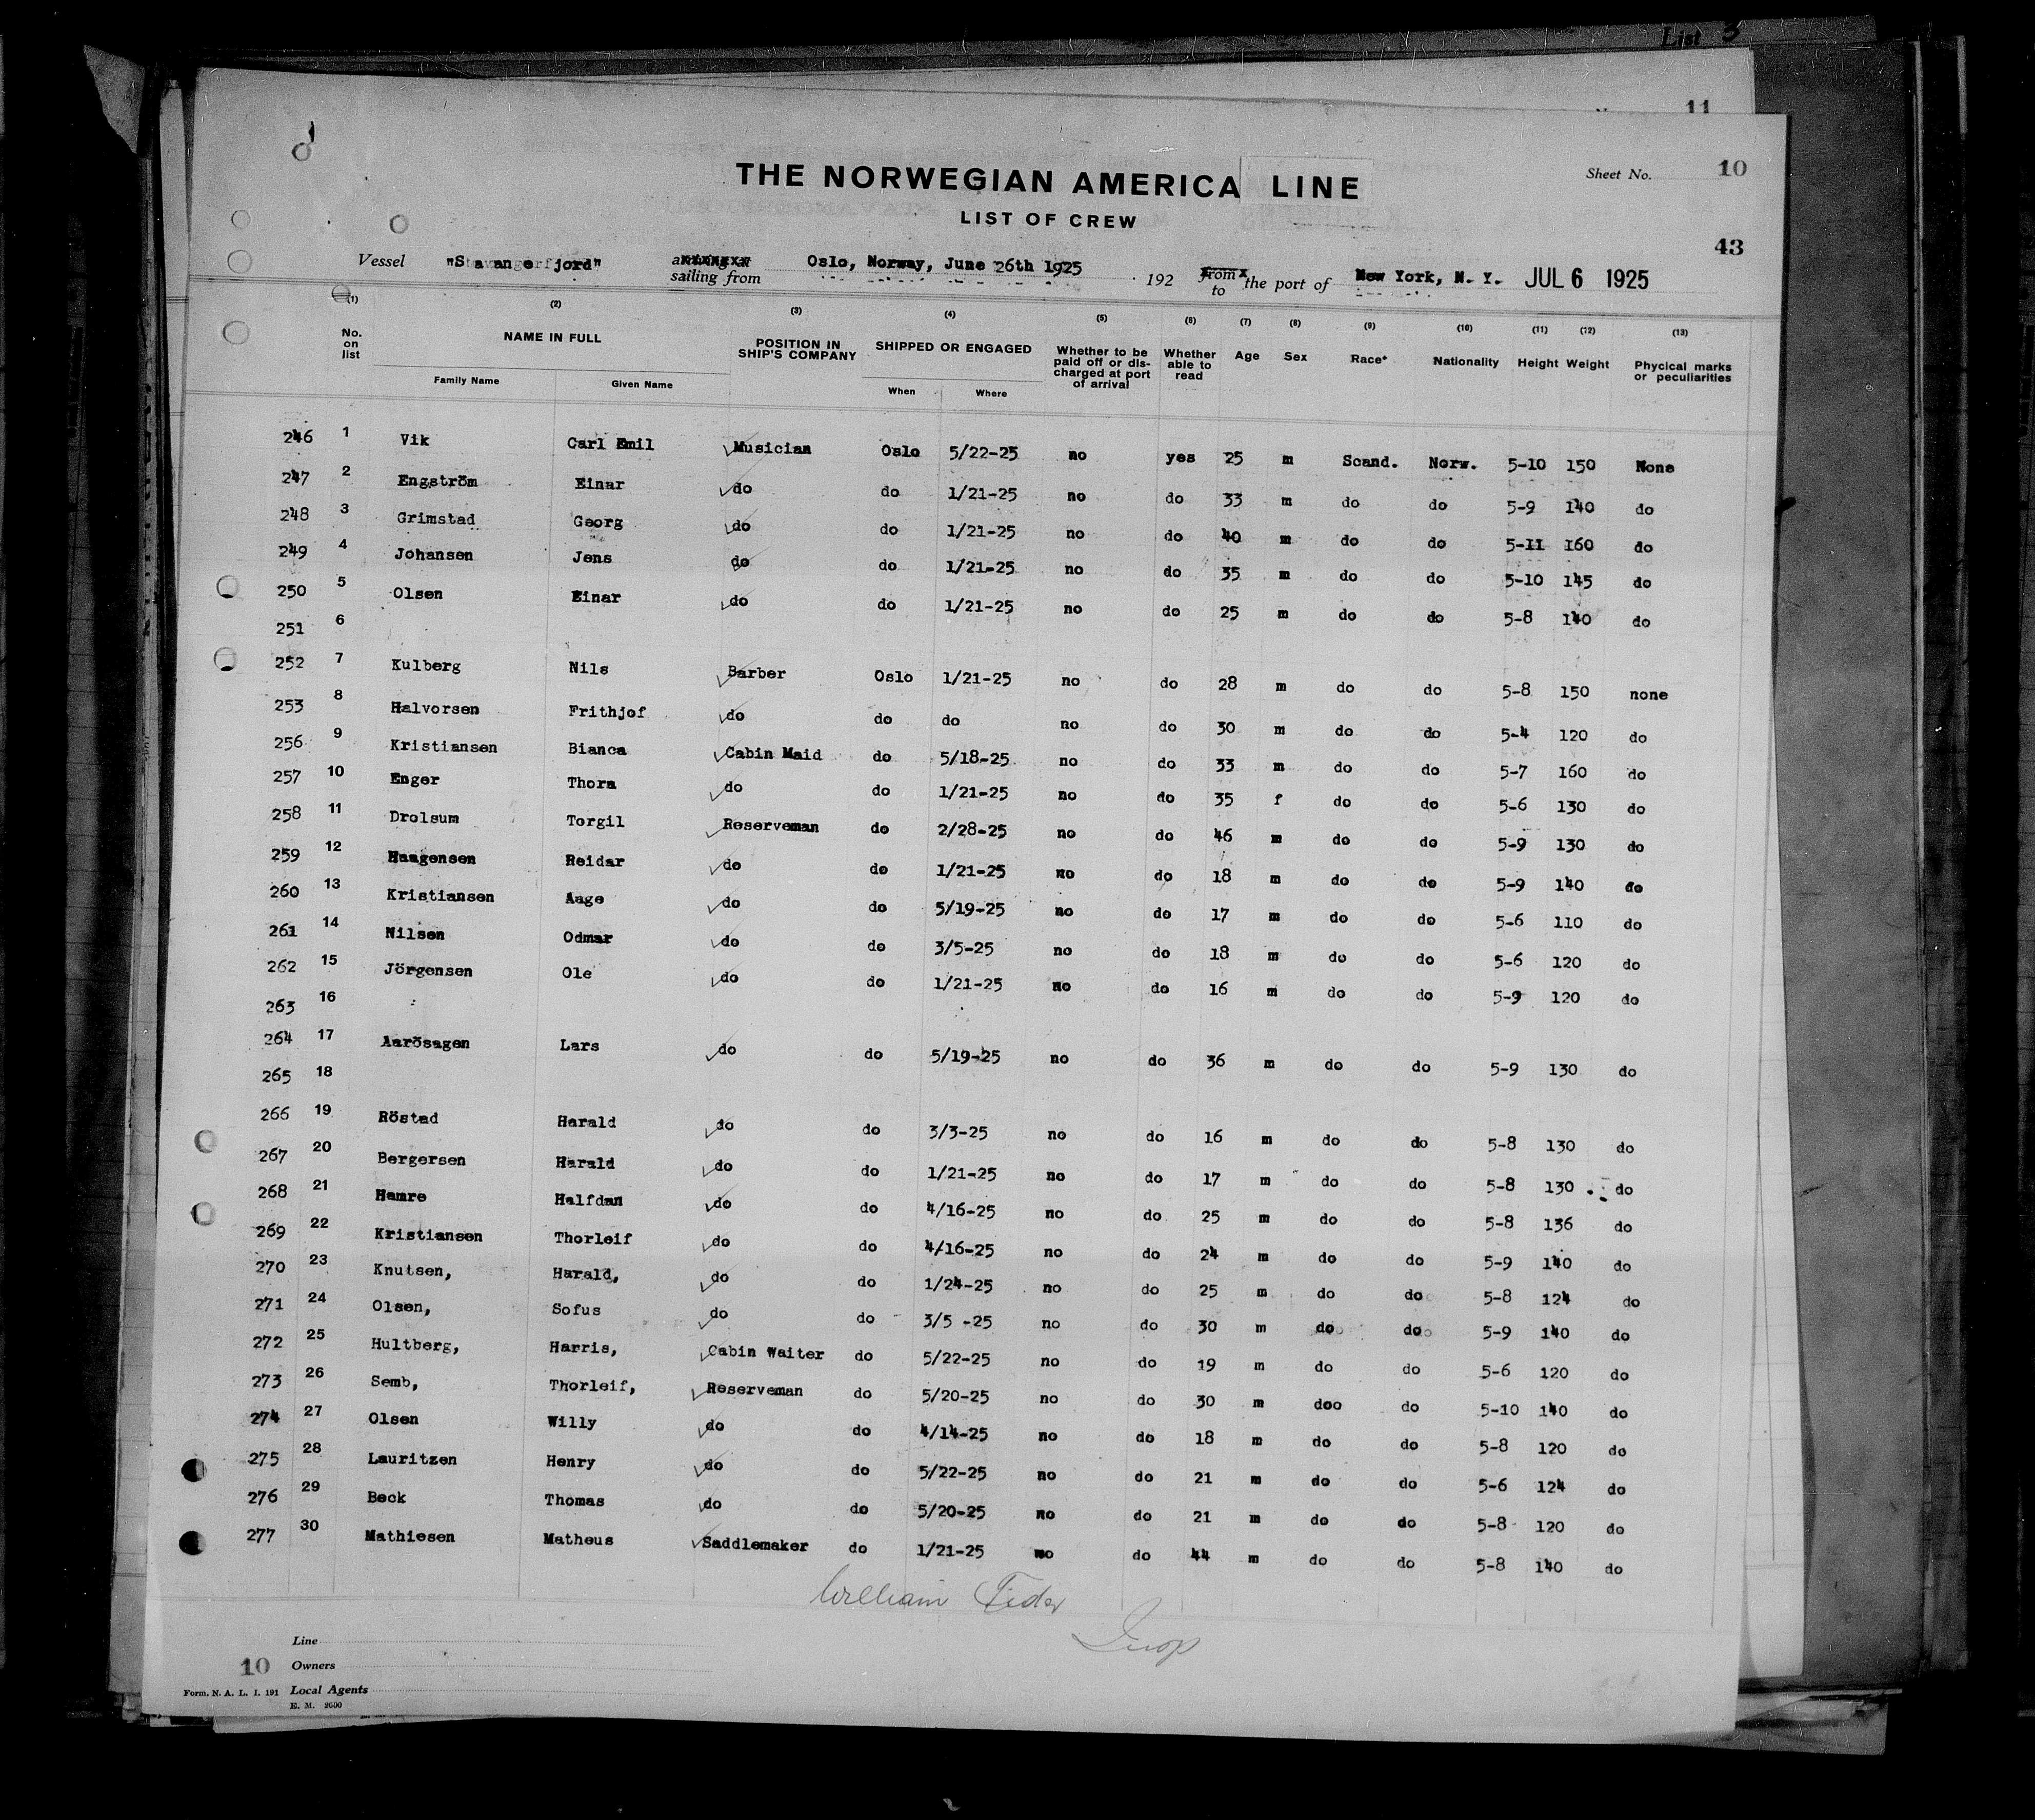 List 3
11
Sheet No. 10
THE NORWEGIAN AMERICA LINE
LIST OF CREW
43
Vessel "Stavangerfjord" sailing from Oslo, Norway, June 26th 1925 192 from to the port of New York, N. Y. JUL 6 1925
(1) (2) (3) (4) (5) (6) (7) (8) (9) (10) (11) (12) (13)
No. on list NAME IN FULL POSITION IN SHIP'S COMPANY SHIPPED OR ENGAGED Whether to be paid off or discharged at port of arrival Whether able to read Age Sex Race* Nationality Height Weight Phycical marks or peculiarities
Family Name Given Name When Where
246 1 Vik Carl Emil Musician Oslo 5/22-25 no yes 25 m Scand. Norw. 5-10 150 None
247 2 Engström Einar do do 1/21-25 no do 33 m do do 5-9 140 do
248 3 Grimstad Georg do do 1/21-25 no do 40 m do do 5-11 160 do
249 4 Johansen Jens do do 1/21-25 no do 35 m do do 5-10 145 do
250 5 Olsen Einar do do 1/21-25 no do 25 m do do 5-8 140 do
251 6
252 7 Kulberg Nils Barber Oslo 1/21-25 no do 28 m do do 5-8 150 none
253 8 Halvorsen Frithjof do do do no do 30 m do do 5-4 120 do
256 9 Kristiansen Bianca Cabin Maid do 5/18-25 no do 33 m do do 5-7 160 do
257 10 Enger Thora do do 1/21-25 no do 35 f do do 5-6 130 do
258 11 Drolsum Torgil Reserveman do 2/28-25 no do 46 m do do 5-9 130 do
259 12 Haagensen Reidar do do 1/21-25 no do 18 m do do 5-9 140 do
260 13 Kristiansen Aage do do 5/19-25 no do 17 m do do 5-6 110 do
261 14 Nilsen Odmar do do 3/5-25 no do 18 m do do 5-6 120 do
262 15 Jörgensen Ole do do 1/21-25 no do 16 m do do 5-9 120 do
263 16
264 17 Aarösagen Lars do do 5/19-25 no do 36 m do do 5-9 130 do
265 18
266 19 Röstad Harald do do 3/3-25 no do 16 m do do 5-8 130 do
267 20 Bergersen Harald do do 1/21-25 no do 17 m do do 5-8 130 do
268 21 Hamre Halfdan do do 4/16-25 no do 25 m do do 5-8 136 do
269 22 Kristiansen Thorleif do do 4/16-25 no do 24 m do do 5-9 140 do
270 23 Knutsen, Harald, do do 1/24-25 no do 25 m do do 5-8 124 do
271 24 Olsen, Sofus do do 3/5 -25 no do 30 m do do 5-9 140 do
272 25 Hultberg, Harris, Cabin Waiter do 5/22-25 no do 19 m do do 5-6 120 do
273 26 Semb, Thorleif, Reserveman do 5/20-25 no do 30 m doo do 5-10 140 do
274 27 Olsen Willy do do 4/14-25 no do 18 m do do 5-8 120 do
275 28 Lauritzen Henry do do 5/22-25 no do 21 m do do 5-6 124 do
276 29 Beck Thomas do do 5/20-25 no do 21 m do do 5-8 120 do
277 30 Mathiesen Matheus Saddlemaker do 1/21-25 no do 44 m do do 5-8 140 do
William
Line
10 Owners
Form. N. A. L. I. 191 Local Agents
E. M. 2600